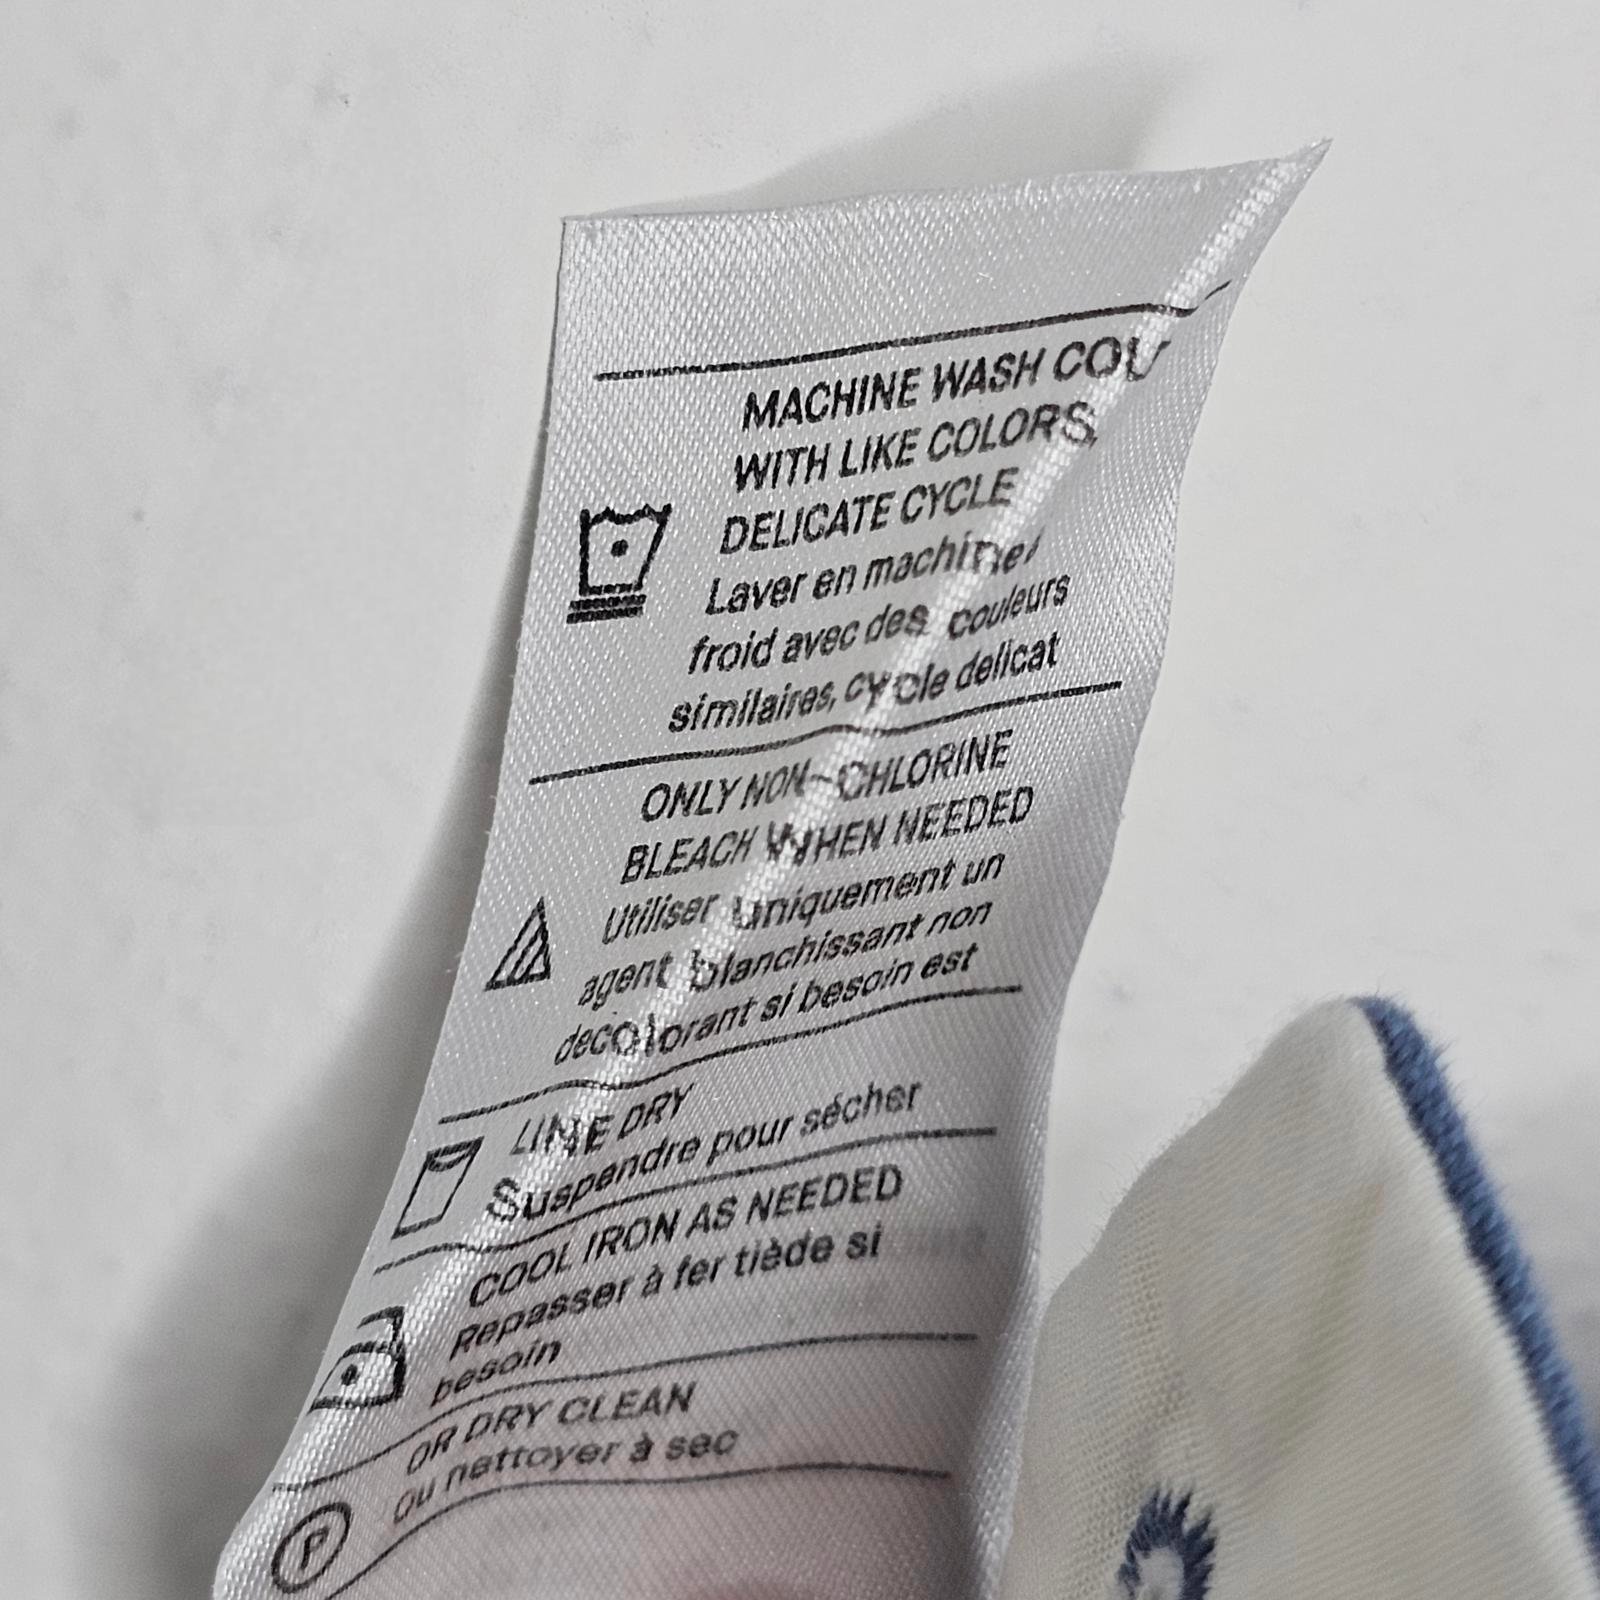 MACHINE WASH COL
WITH LIKE COLORS,
DELICATE CYCLE
Laver en machine/
froid avec des couleurs
similaires, cycle delicat
ONLY NON-CHLORINE
BLEACH WHEN NEEDED
Utiliser uniquement un
agent blanchissant non
decolorant si besoin est
LINE DRY
Suspendre pour sécher
COOL IRON AS NEEDED
Repasser à fer tiède si
besoin
OR DRY CLEAN
ou nettoyer à sec
P